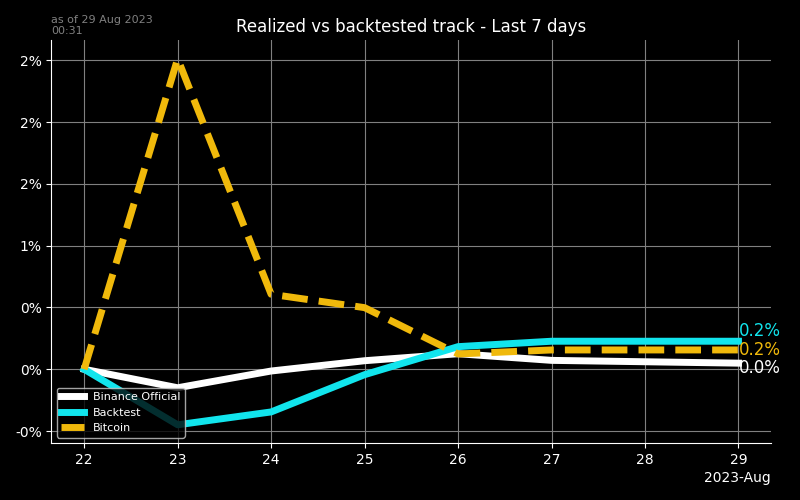 as of 29 Aug 2023
00:31
Realized vs backtested track - Last 7 days
2%
2%
2%
1%
0%
0%
-0%
0.2%
0.2%
0.0%
Binance Official
Backtest
Bitcoin
22 23 24 25 26 27 28 29
2023-Aug